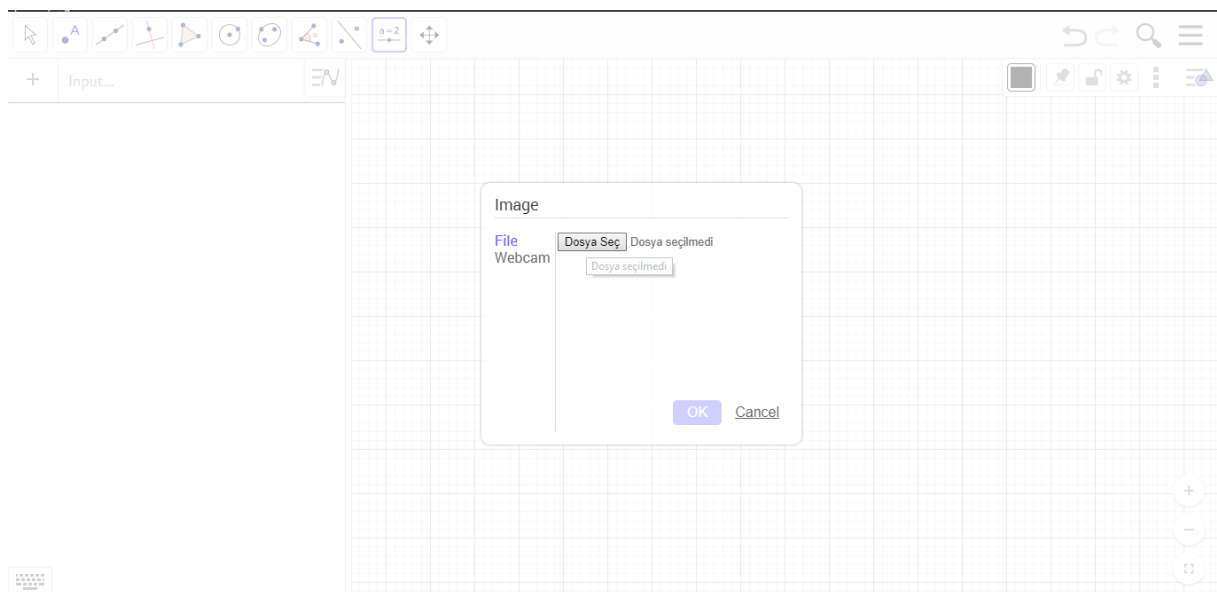 A
a=2
Input...
Image
File
Dosya Seç Dosya seçilmedi
Webcam
Dosya seçilmedi
OK Cancel